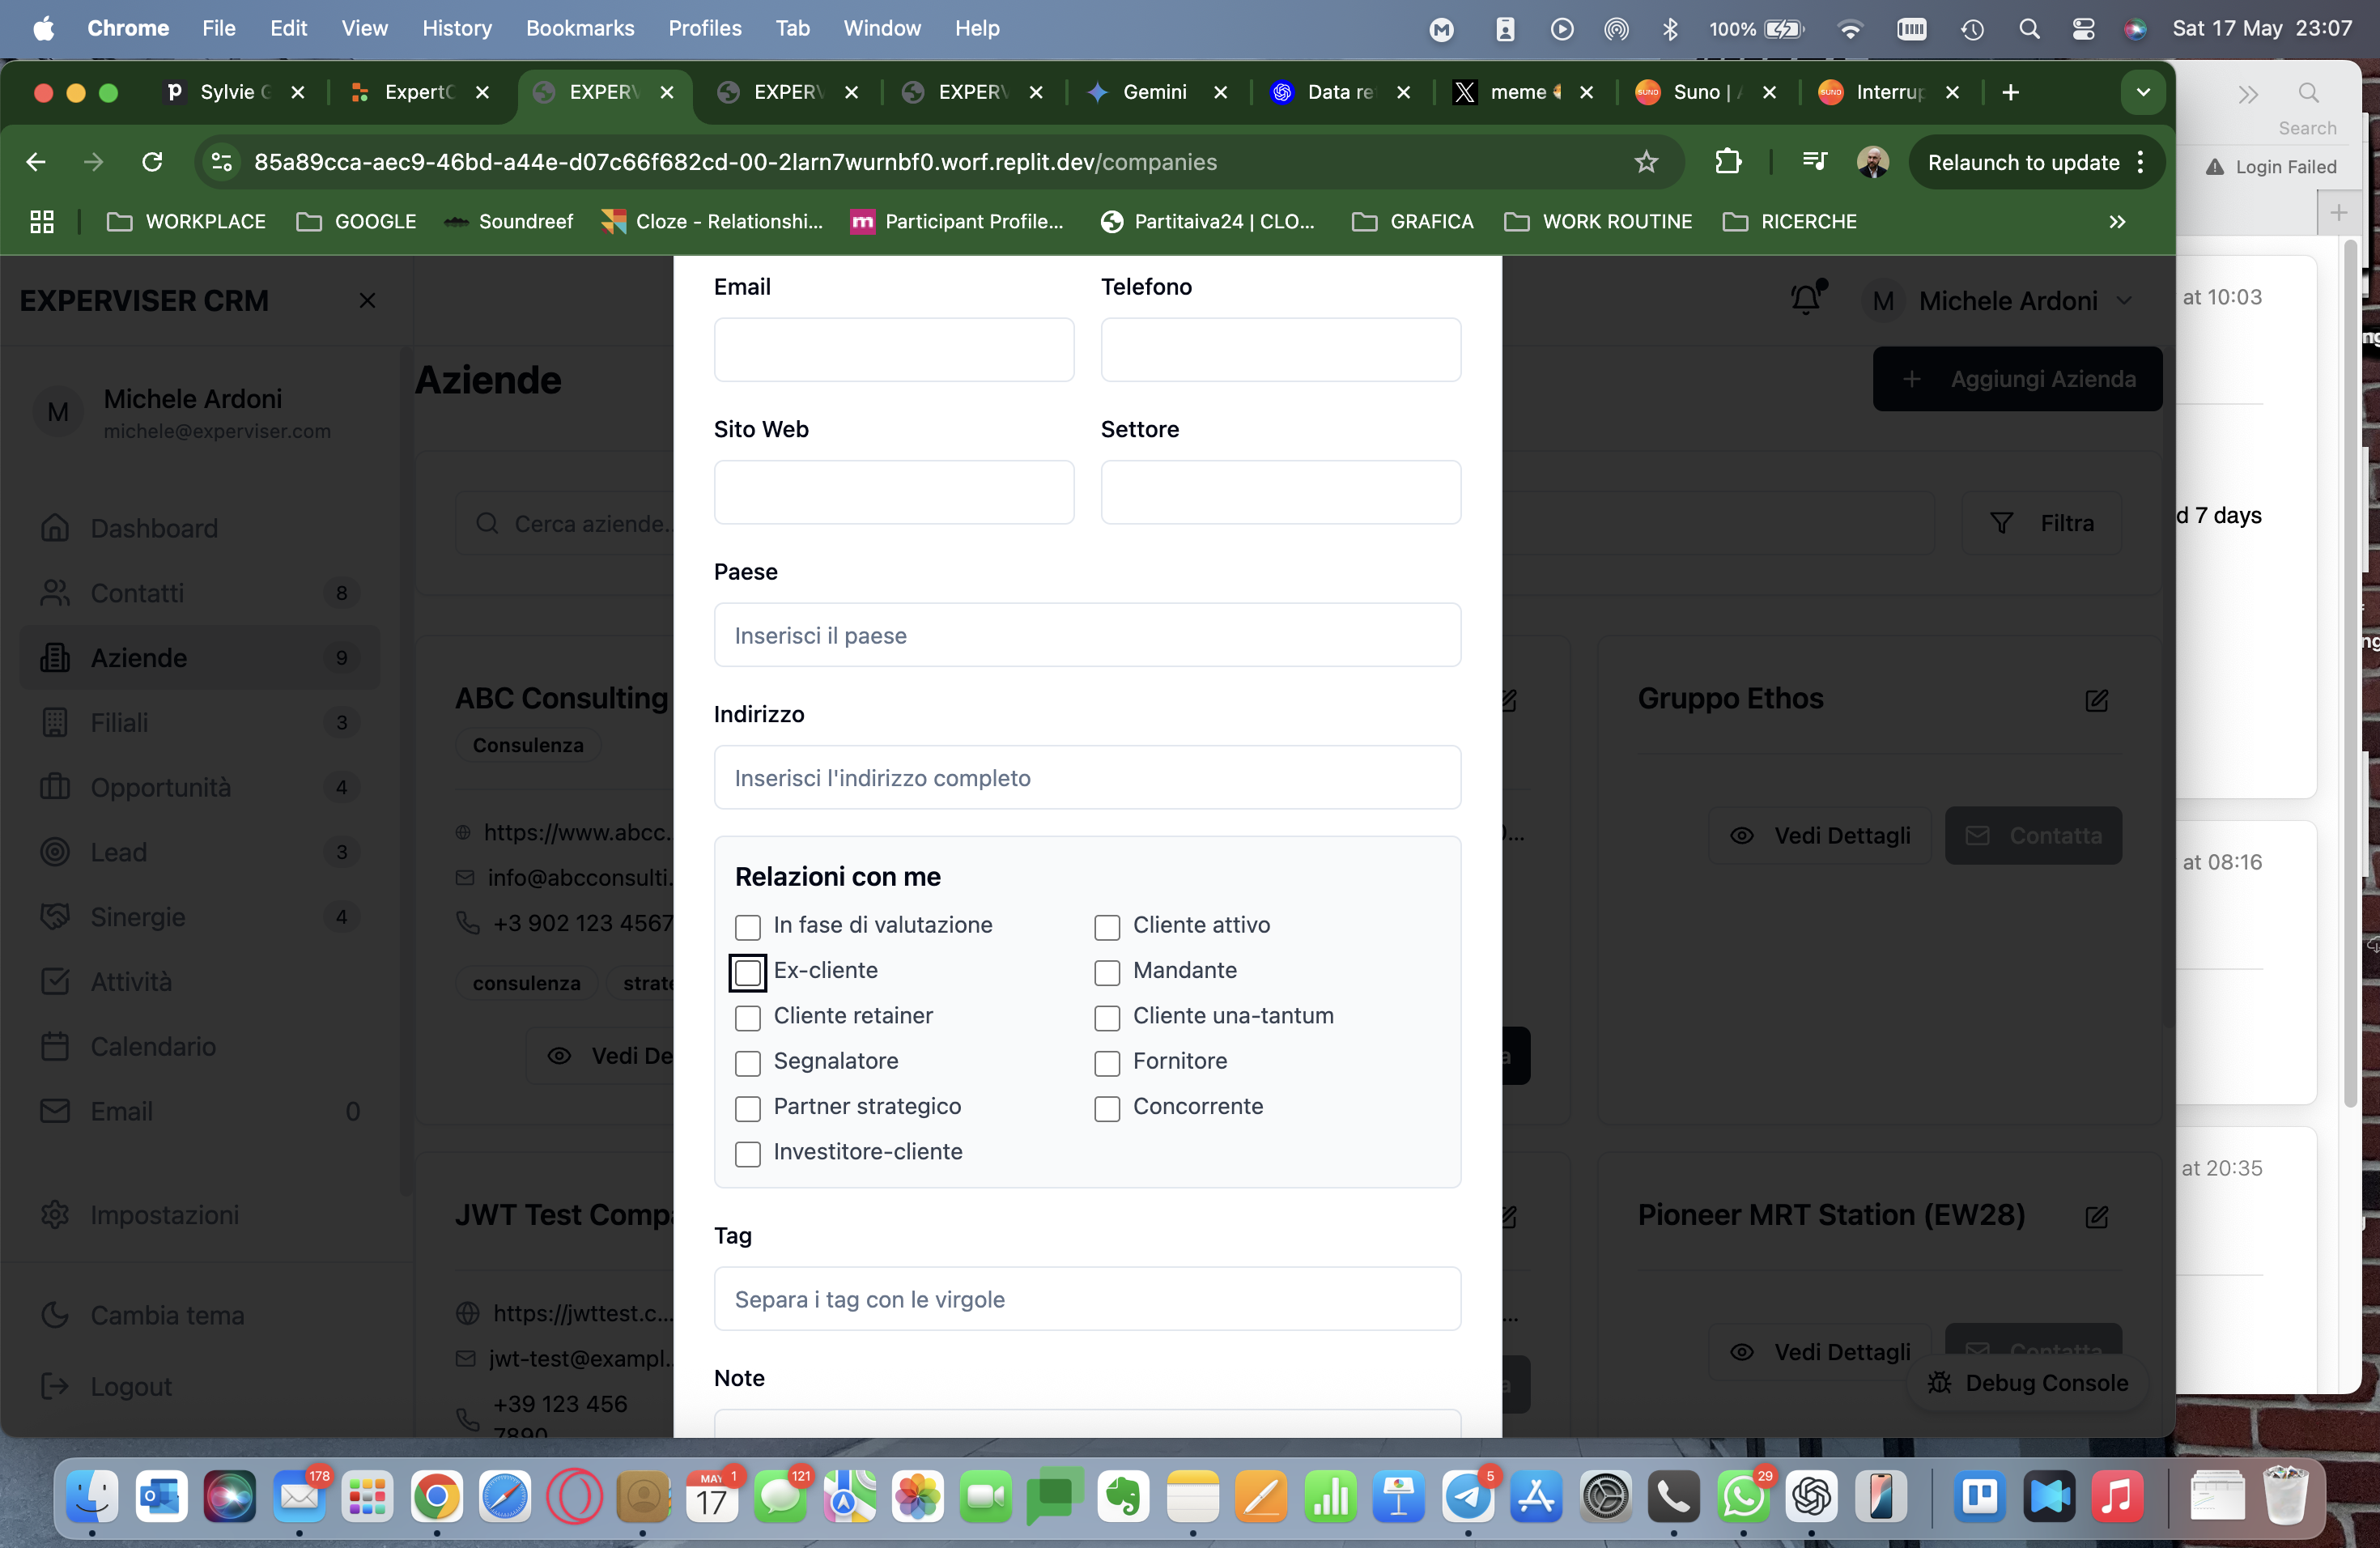 Chrome File Edit View History Bookmarks Profiles Tab Window Help 100% Sat 17 May 23:07
Sylvie ExpertC EXPERV EXPERV EXPERV Gemini Data re meme Suno | Interrup
85a89cca-aec9-46bd-a44e-d07c66f682cd-00-2larn7wurnbf0.worf.replit.dev/companies
Relaunch to update
WORKPLACE GOOGLE Soundreef Cloze - Relationshi... Participant Profile... Partitaiva24 | CLO... GRAFICA WORK ROUTINE RICERCHE
Search
Login Failed
EXPERVISER CRM
M Michele Ardoni
michele@experviser.com
Dashboard
Contatti 8
Aziende 9
Filiali 3
Opportunità 4
Lead 3
Sinergie 4
Attività
Calendario
Email 0
Impostazioni
Cambia tema
Logout
M Michele Ardoni
Aziende
+ Aggiungi Azienda
Cerca aziende..
Filtra
ABC Consulting
Consulenza
https://www.abcc...
info@abcconsulti.
+3 902 123 4567
consulenza strate
Vedi De
Gruppo Ethos
Vedi Dettagli Contatta
JWT Test Comp
https://jwttest.c...
jwt-test@exampl..
+39 123 456
7890
Pioneer MRT Station (EW28)
Vedi Dettagli Contatta
Debug Console
Email Telefono
Sito Web Settore
Paese
Inserisci il paese
Indirizzo
Inserisci l'indirizzo completo
Relazioni con me
In fase di valutazione Cliente attivo
Ex-cliente Mandante
Cliente retainer Cliente una-tantum
Segnalatore Fornitore
Partner strategico Concorrente
Investitore-cliente
Tag
Separa i tag con le virgole
Note
at 10:03
d 7 days
at 08:16
at 20:35
178 MAY 17 1 121 5 29